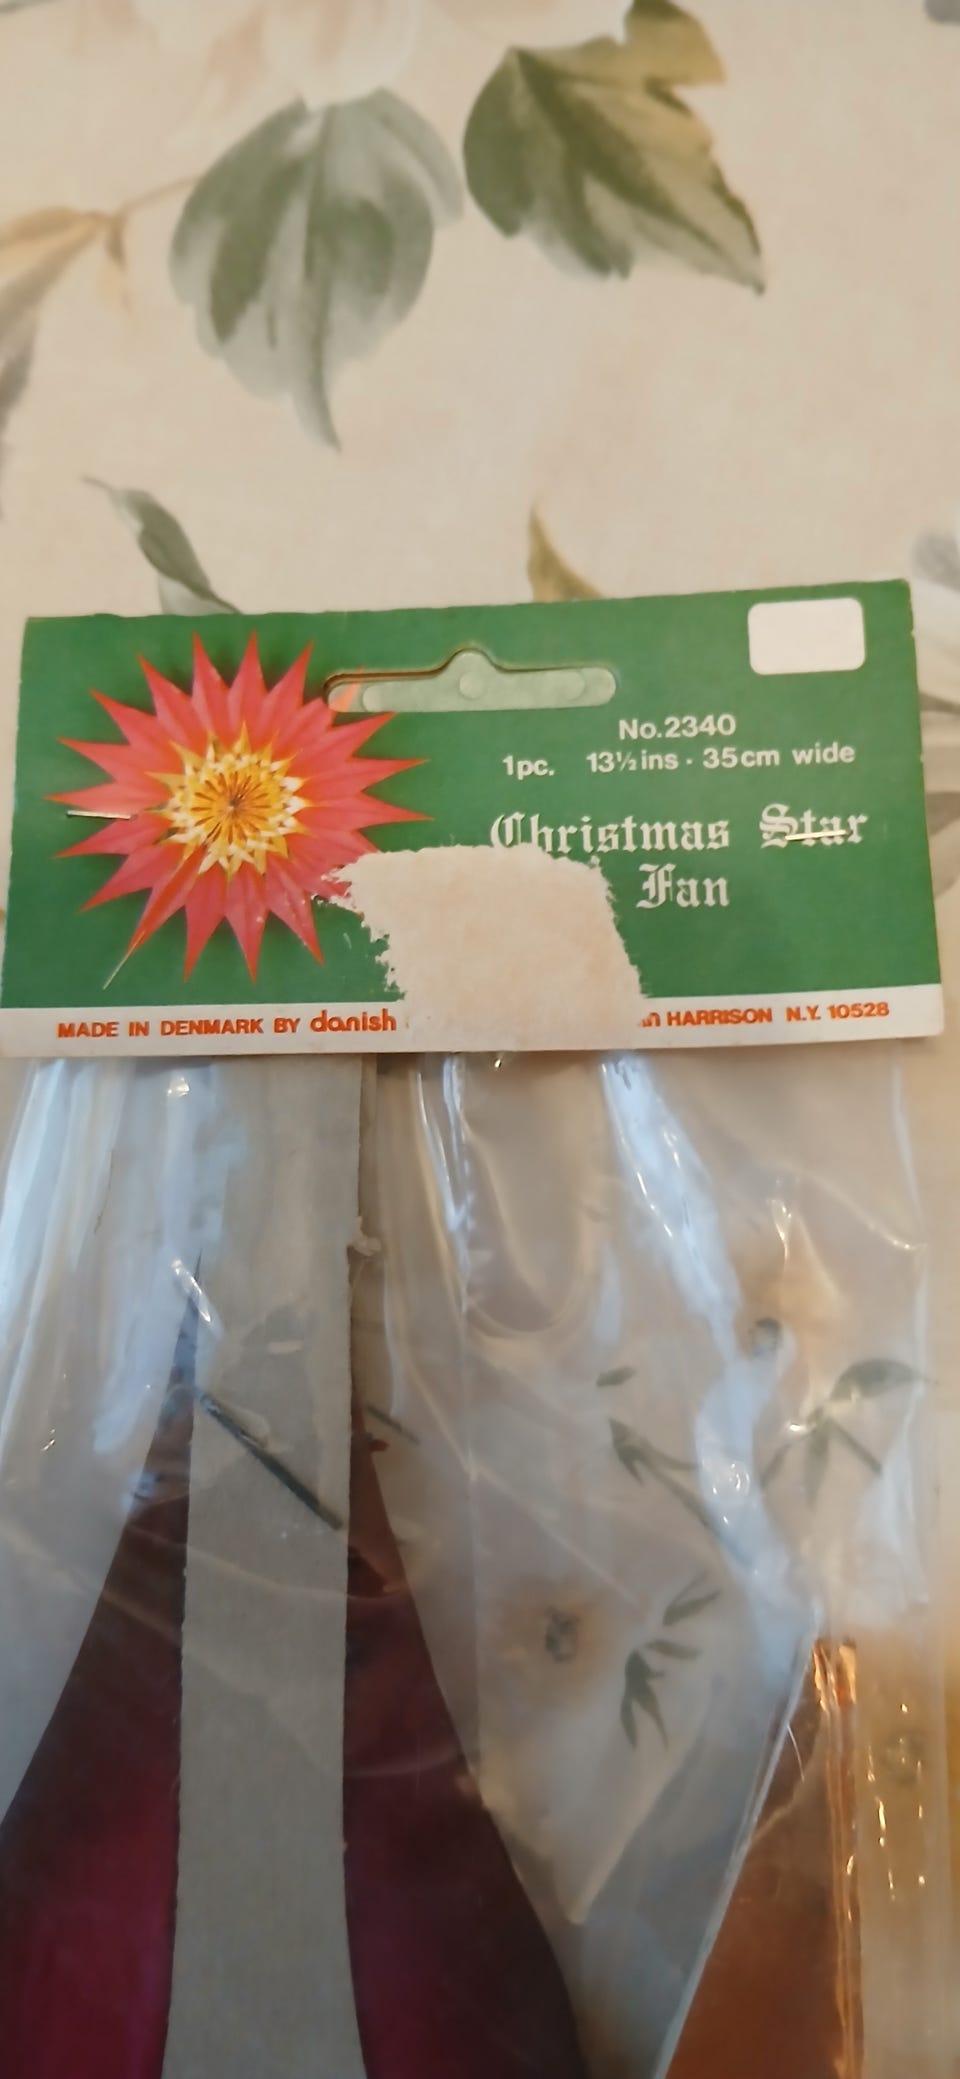 No.2340
1pc. 13½ins · 35cm wide
Christmas Star
Fan
MADE IN DENMARK BY danish HARRISON N.Y. 10528